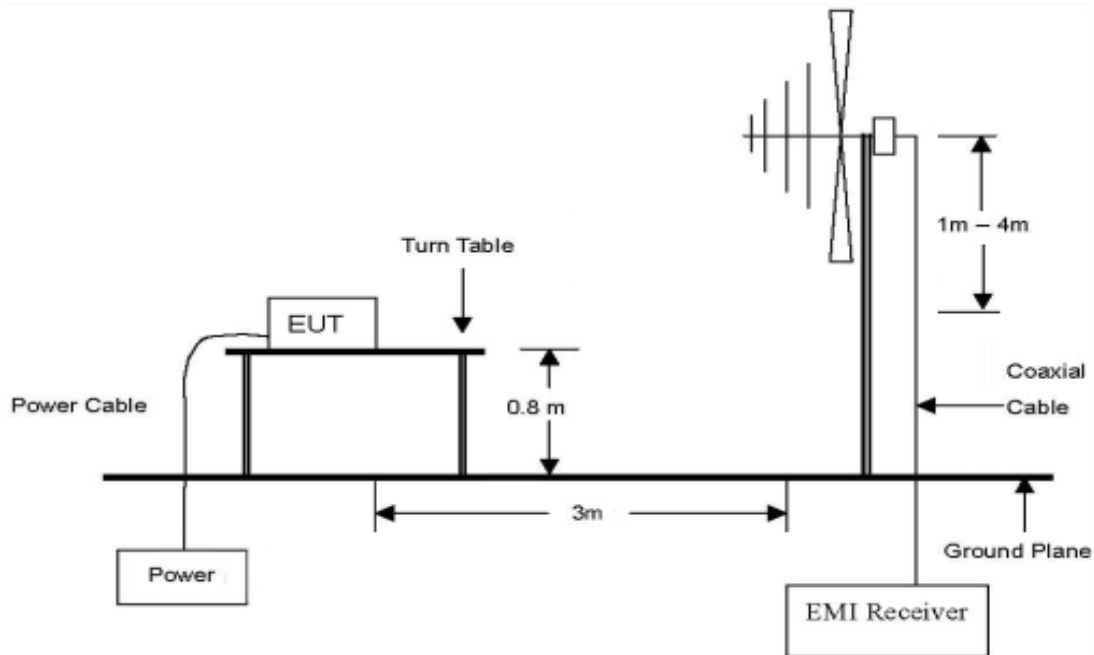 1m – 4m
Turn Table
EUT
Coaxial
Cable
Power Cable
0.8 m
3m
Ground Plane
Power
EMI Receiver